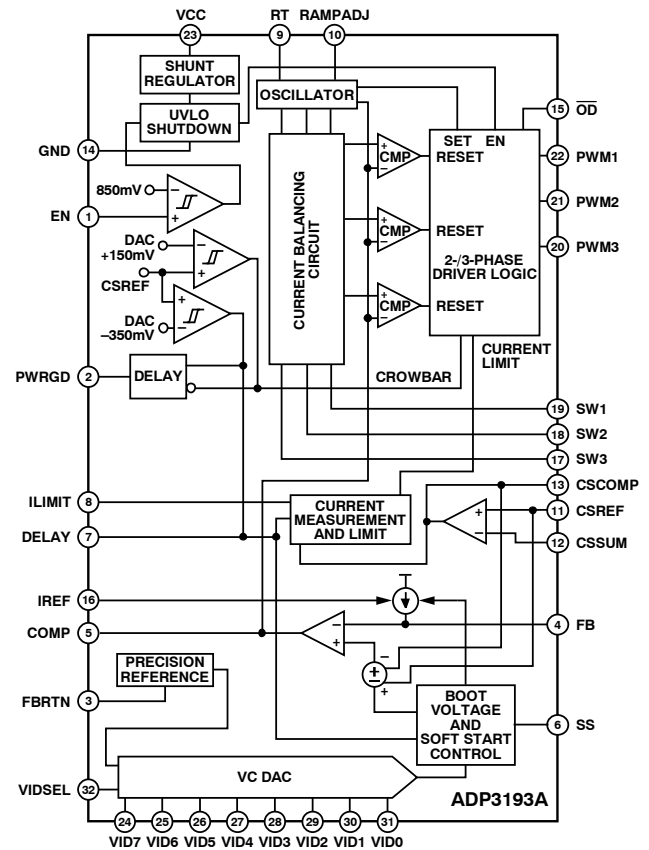 VCC
RT
RAMPADJ
23
9
10
SHUNT
REGULATOR
OSCILLATOR
UVLO
SHUTDOWN
15
OD
GND
14
SET EN
CMP
+
–
RESET
22
PWM1
850mV
–
+
EN
1
21
PWM2
DAC
+150mV
–
+
CSREF
CURRENT BALANCING
CIRCUIT
CMP
+
–
RESET
20
PWM3
2-/3-PHASE
DRIVER LOGIC
DAC
–350mV
+
–
CMP
+
–
RESET
CURRENT
LIMIT
PWRGD
2
DELAY
CROWBAR
19
SW1
18
SW2
17
SW3
13
CSCOMP
ILIMIT
8
CURRENT
MEASUREMENT
AND LIMIT
+
–
11
CSREF
DELAY
7
12
CSSUM
IREF
16
COMP
5
–
+
4
FB
PRECISION
REFERENCE
–
+
–
+
FBRTN
3
BOOT
VOLTAGE
AND
SOFT START
CONTROL
6
SS
VIDSEL
32
VC DAC
ADP3193A
24
25
26
27
28
29
30
31
VID7
VID6
VID5
VID4
VID3
VID2
VID1
VID0